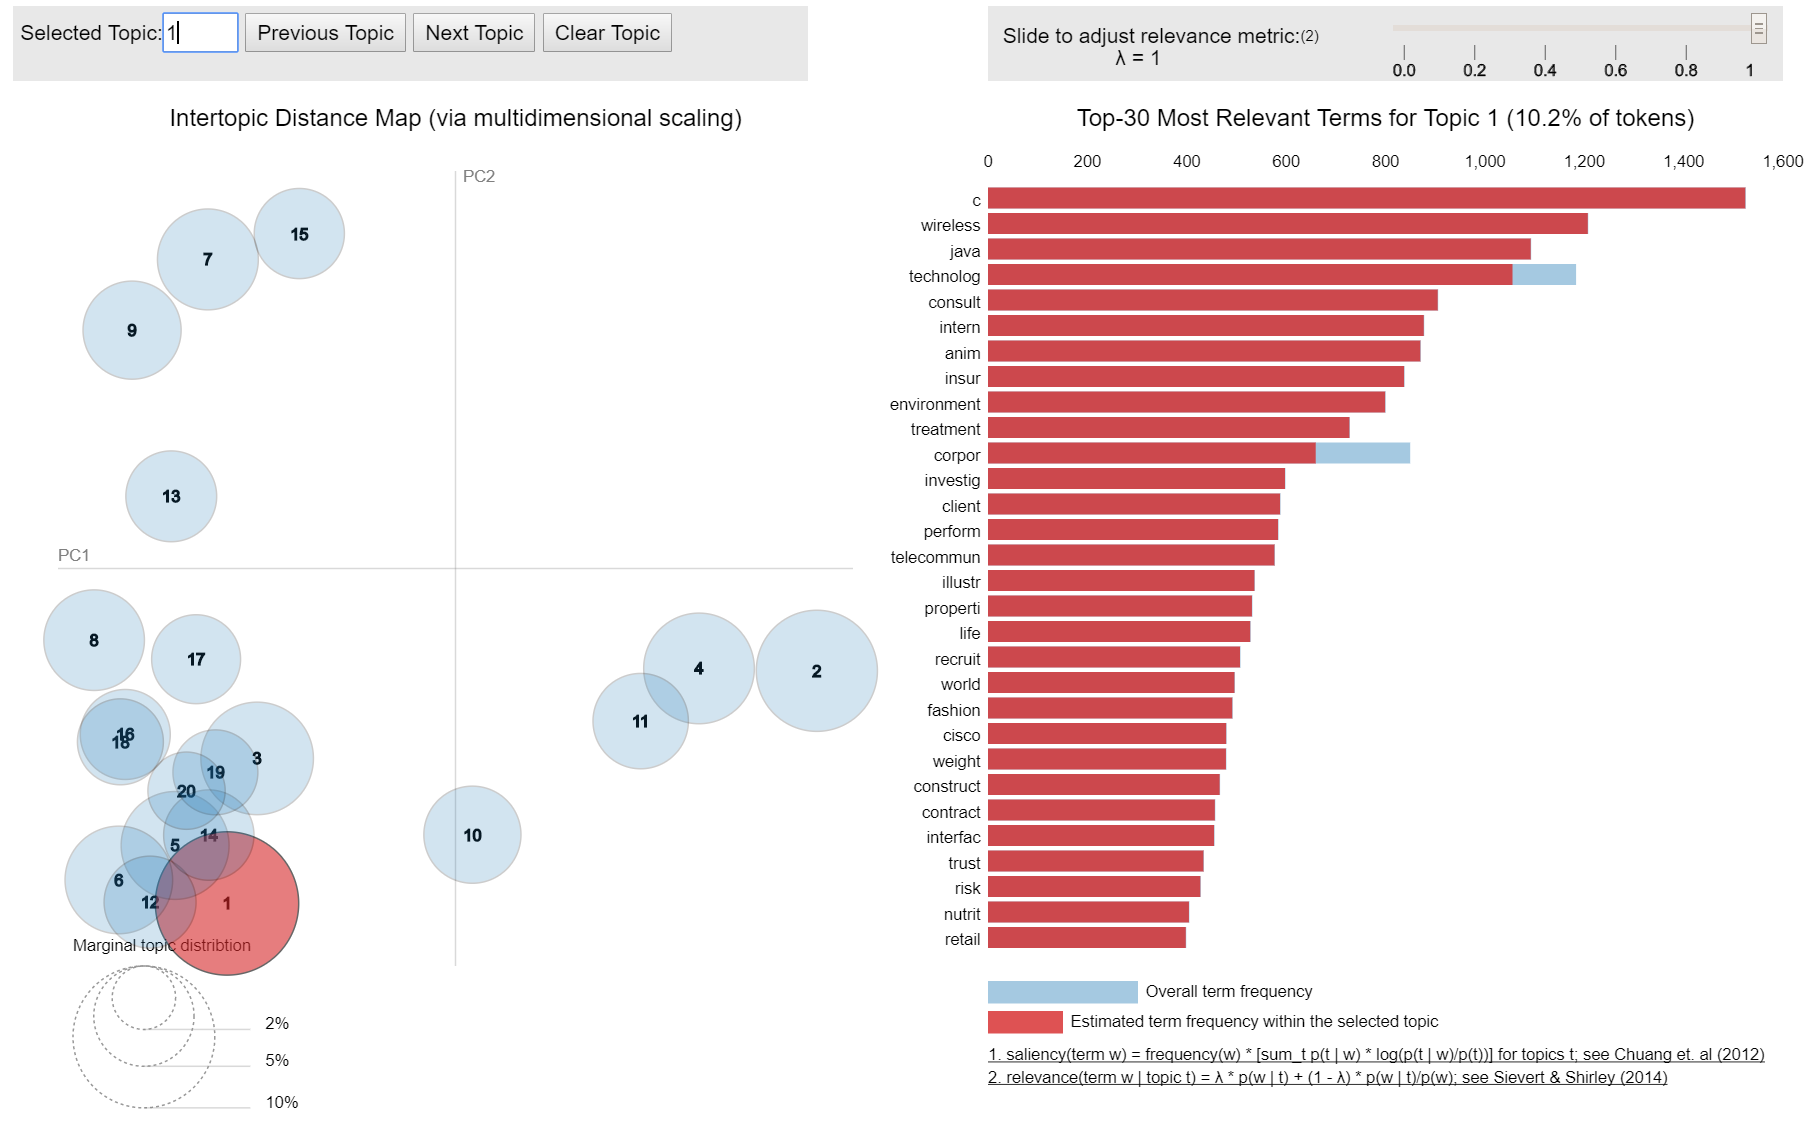 Selected Topic: 1 Previous Topic Next Topic Clear Topic
Slide to adjust relevance metric:(2)
λ = 1
0.0 0.2 0.4 0.6 0.8 1
Intertopic Distance Map (via multidimensional scaling)
PC2
PC1
15
7
9
13
8
17
16
18
3
19
20
14
5
6
12
1
4
2
11
10
Marginal topic distribtion
2%
5%
10%
Top-30 Most Relevant Terms for Topic 1 (10.2% of tokens)
0 200 400 600 800 1,000 1,200 1,400 1,600
c
wireless
java
technolog
consult
intern
anim
insur
environment
treatment
corpor
investig
client
perform
telecommun
illustr
properti
life
recruit
world
fashion
cisco
weight
construct
contract
interfac
trust
risk
nutrit
retail
Overall term frequency
Estimated term frequency within the selected topic
1. saliency(term w) = frequency(w) * [sum_t p(t | w) * log(p(t | w)/p(t))] for topics t; see Chuang et. al (2012)
2. relevance(term w | topic t) = λ * p(w | t) + (1 - λ) * p(w | t)/p(w); see Sievert & Shirley (2014)